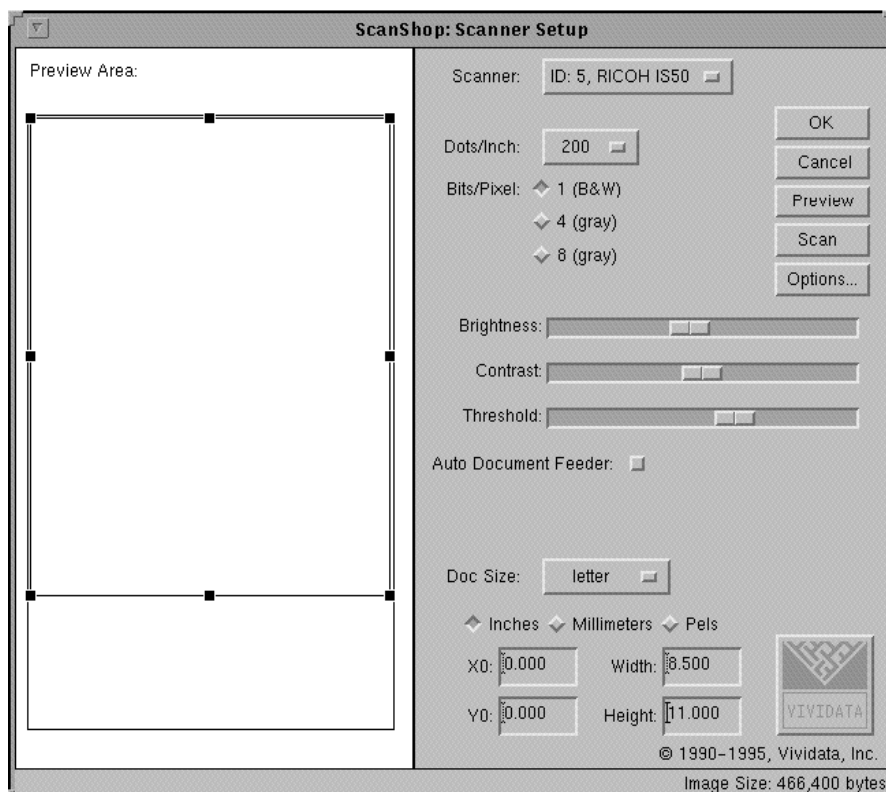 ScanShop: Scanner Setup
Preview Area:
Scanner: ID: 5, RICOH IS50
Dots/Inch: 200
Bits/Pixel: 1 (B&W)
4 (gray)
8 (gray)
OK
Cancel
Preview
Scan
Options...
Brightness:
Contrast:
Threshold:
Auto Document Feeder:
Doc Size: letter
Inches Millimeters Pels
X0: 0.000 Width: 8.500
Y0: 0.000 Height: 11.000
VIVIDATA
© 1990-1995, Vividata, Inc.
Image Size: 466,400 bytes